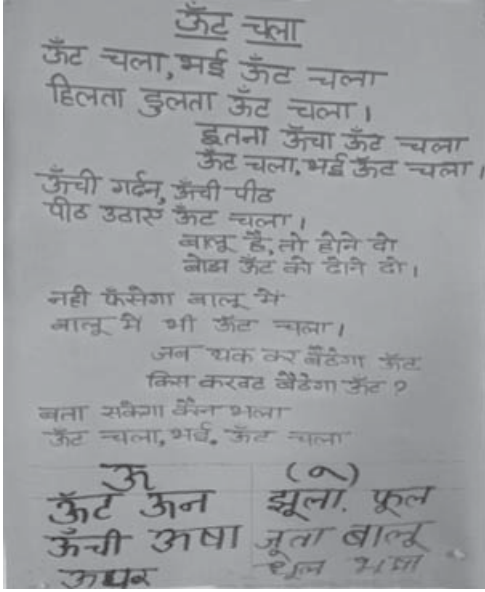 ऊँट चला
ऊँट चला, भई ऊँट चला
हिलता डुलता ऊँट चला।
इतना ऊँचा ऊँट चला
ऊँट चला, भई ऊँट चला।
ऊँची गर्दन, ऊँची पीठ
पीठ उठाए ऊँट चला।
बालू है, तो होने दो
बोझ ऊँट को ढोने दो।
नही फँसेगा बालू में
बालू में भी ऊँट चला।
जब थक कर बैठेगा ऊँट
किस करवट बैठेगा ऊँट?
बता सकेगा कौन भला
ऊँट चला, भई, ऊँट चला
ऊ (ू)
ऊँट ऊन झूला. फूल
ऊँची ऊषा जूता बालू
ऊपर